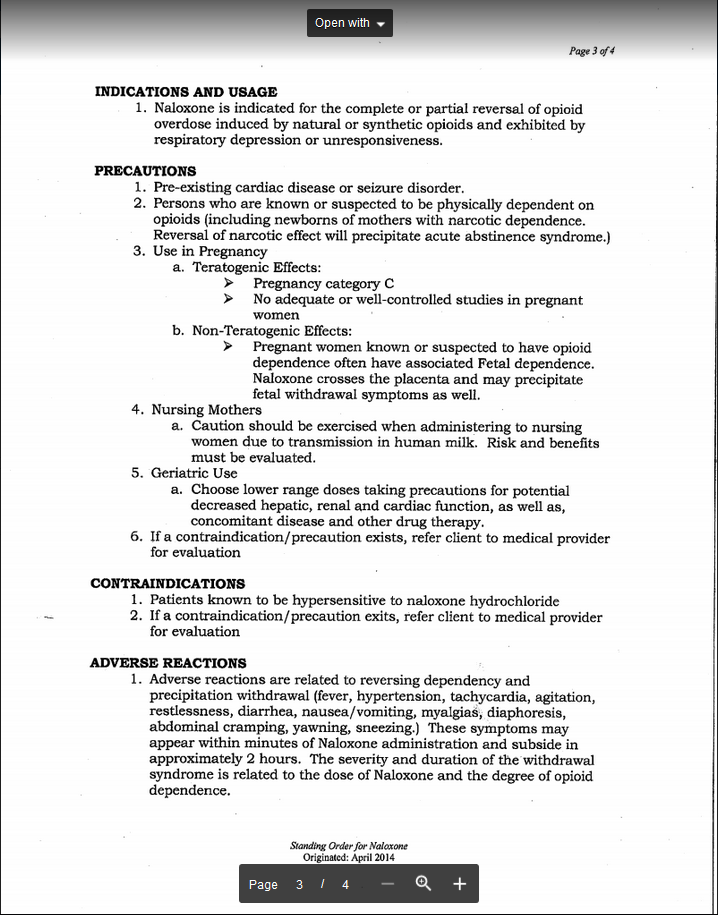 Open with
Page 3 of 4
INDICATIONS AND USAGE
1. Naloxone is indicated for the complete or partial reversal of opioid
overdose induced by natural or synthetic opioids and exhibited by
respiratory depression or unresponsiveness.
PRECAUTIONS
1. Pre-existing cardiac disease or seizure disorder.
2. Persons who are known or suspected to be physically dependent on
opioids (including newborns of mothers with narcotic dependence.
Reversal of narcotic effect will precipitate acute abstinence syndrome.)
3. Use in Pregnancy
a. Teratogenic Effects:
➢ Pregnancy category C
➢ No adequate or well-controlled studies in pregnant
women
b. Non-Teratogenic Effects:
➢ Pregnant women known or suspected to have opioid
dependence often have associated Fetal dependence.
Naloxone crosses the placenta and may precipitate
fetal withdrawal symptoms as well.
4. Nursing Mothers
a. Caution should be exercised when administering to nursing
women due to transmission in human milk. Risk and benefits
must be evaluated.
5. Geriatric Use
a. Choose lower range doses taking precautions for potential
decreased hepatic, renal and cardiac function, as well as,
concomitant disease and other drug therapy.
6. If a contraindication/precaution exists, refer client to medical provider
for evaluation
CONTRAINDICATIONS
1. Patients known to be hypersensitive to naloxone hydrochloride
2. If a contraindication/precaution exits, refer client to medical provider
for evaluation
ADVERSE REACTIONS
1. Adverse reactions are related to reversing dependency and
precipitation withdrawal (fever, hypertension, tachycardia, agitation,
restlessness, diarrhea, nausea/vomiting, myalgias, diaphoresis,
abdominal cramping, yawning, sneezing.) These symptoms may
appear within minutes of Naloxone administration and subside in
approximately 2 hours. The severity and duration of the withdrawal
syndrome is related to the dose of Naloxone and the degree of opioid
dependence.
Standing Order for Naloxone
Originated: April 2014
Page 3 / 4